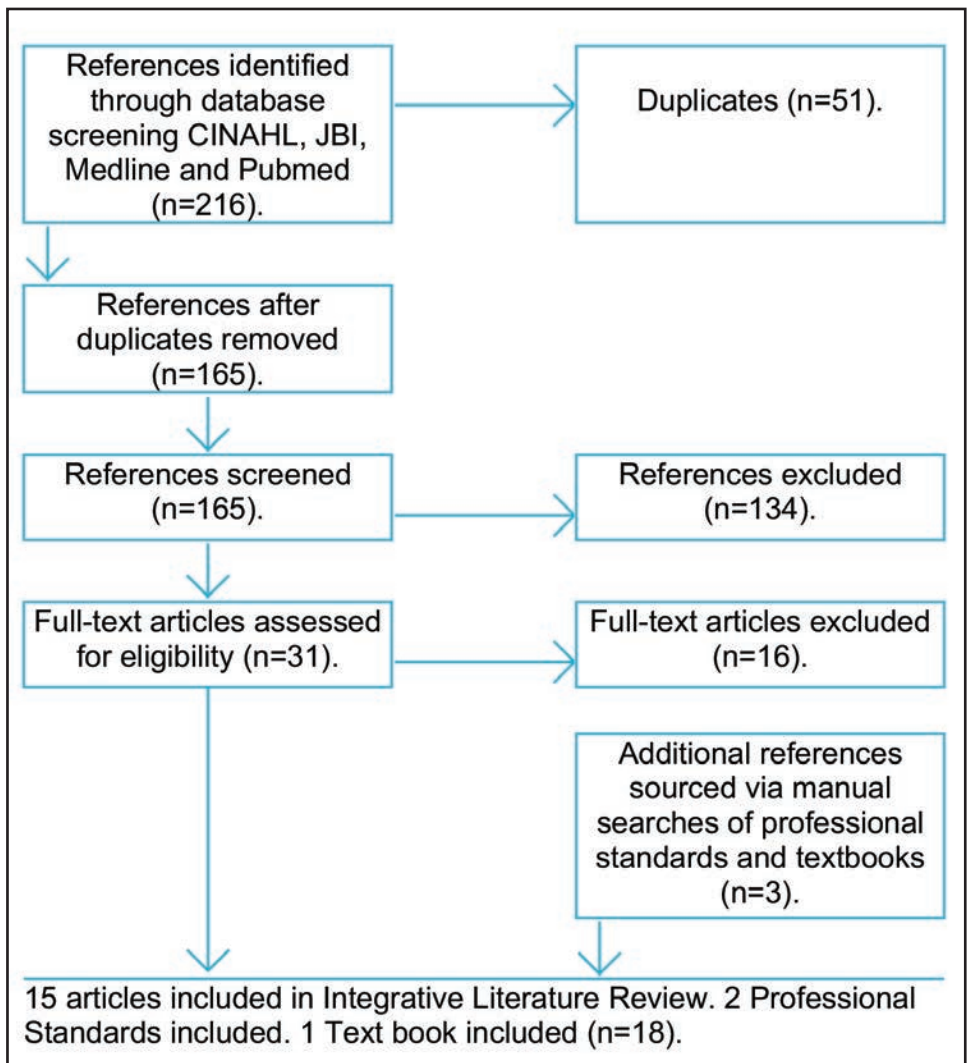 References identified
through database
screening CINAHL, JBI,
Medline and Pubmed
(n=216).
Duplicates (n=51).
References after
duplicates removed
(n=165).
References screened
(n=165).
References excluded
(n=134).
Full-text articles assessed
for eligibility (n=31).
Full-text articles excluded
(n=16).
Additional references
sourced via manual
searches of professional
standards and textbooks
(n=3).
15 articles included in Integrative Literature Review. 2 Professional
Standards included. 1 Text book included (n=18).